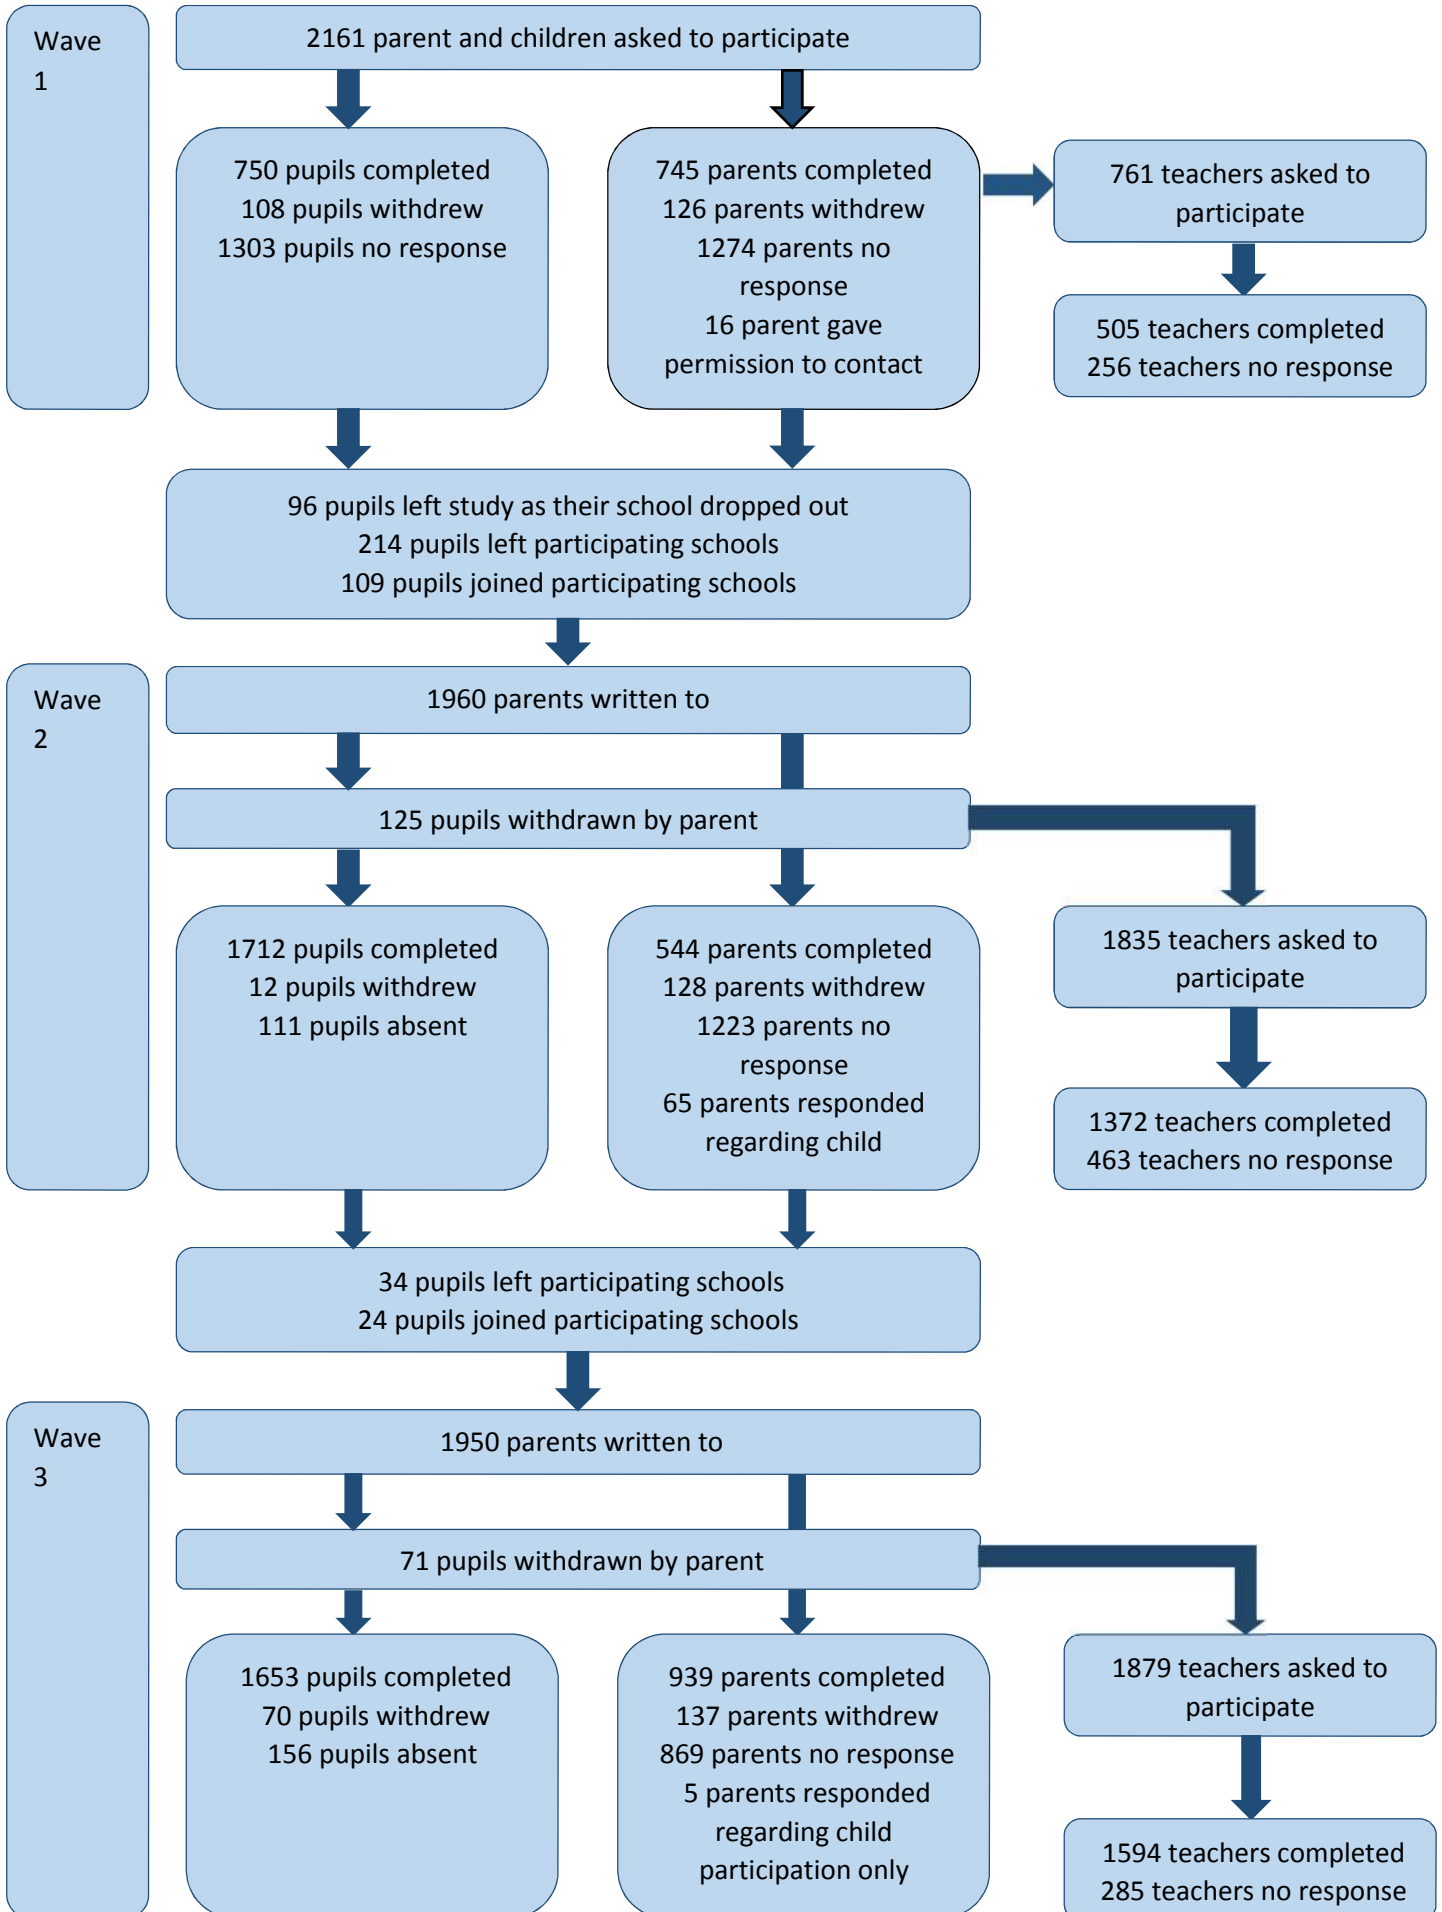 Wave
1
2161 parent and children asked to participate
750 pupils completed
108 pupils withdrew
1303 pupils no response
745 parents completed
126 parents withdrew
1274 parents no
response
16 parent gave
permission to contact
761 teachers asked to
participate
505 teachers completed
256 teachers no response
96 pupils left study as their school dropped out
214 pupils left participating schools
109 pupils joined participating schools
Wave
2
1960 parents written to
125 pupils withdrawn by parent
1712 pupils completed
12 pupils withdrew
111 pupils absent
544 parents completed
128 parents withdrew
1223 parents no
response
65 parents responded
regarding child
1835 teachers asked to
participate
1372 teachers completed
463 teachers no response
34 pupils left participating schools
24 pupils joined participating schools
Wave
3
1950 parents written to
71 pupils withdrawn by parent
1653 pupils completed
70 pupils withdrew
156 pupils absent
939 parents completed
137 parents withdrew
869 parents no response
5 parents responded
regarding child
participation only
1879 teachers asked to
participate
1594 teachers completed
285 teachers no response